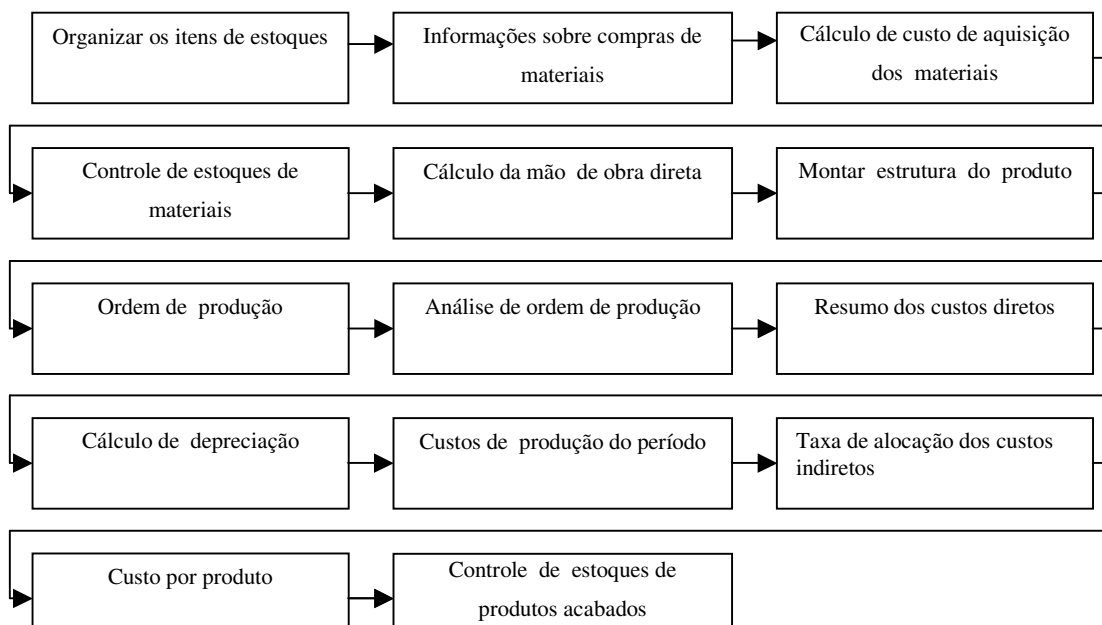 Organizar os itens de estoques
Informações sobre compras de
materiais
Cálculo de custo de aquisição
dos materiais
Controle de estoques de
materiais
Cálculo da mão de obra direta
Montar estrutura do produto
Ordem de produção
Análise de ordem de produção
Resumo dos custos diretos
Cálculo de depreciação
Custos de produção do período
Taxa de alocação dos custos
indiretos
Custo por produto
Controle de estoques de
produtos acabados